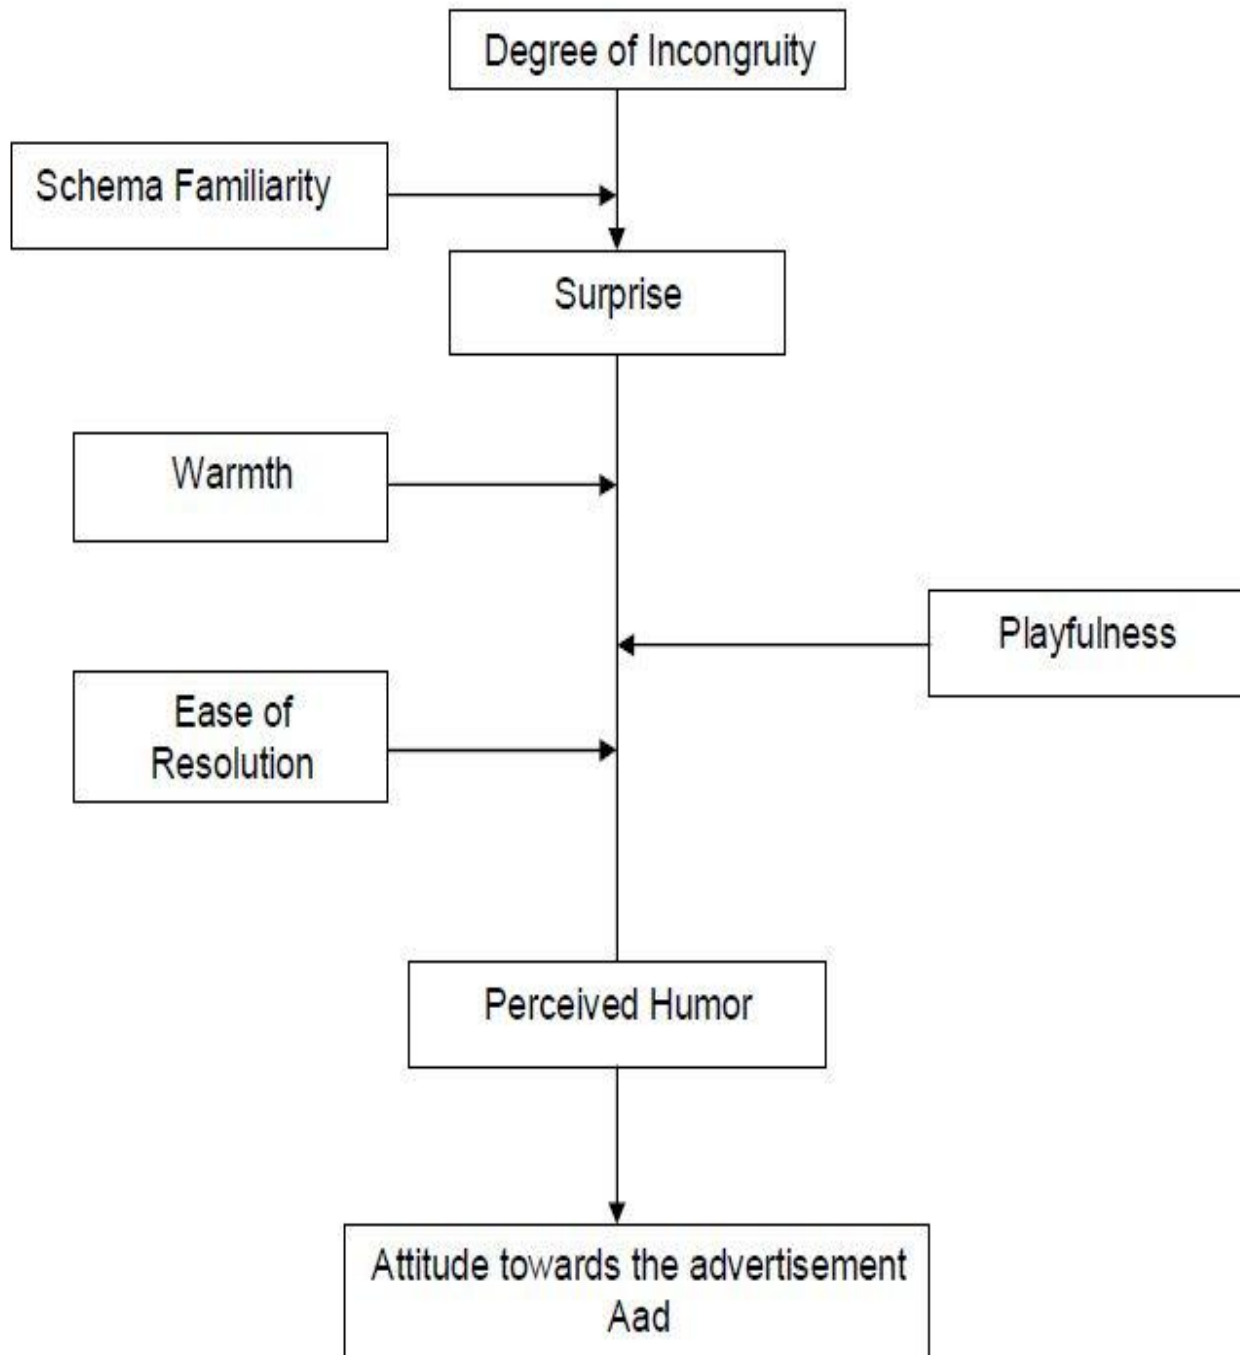 Degree of Incongruity
Schema Familiarity
Surprise
Warmth
Playfulness
Ease of
Resolution
Perceived Humor
Attitude towards the advertisement
Aad